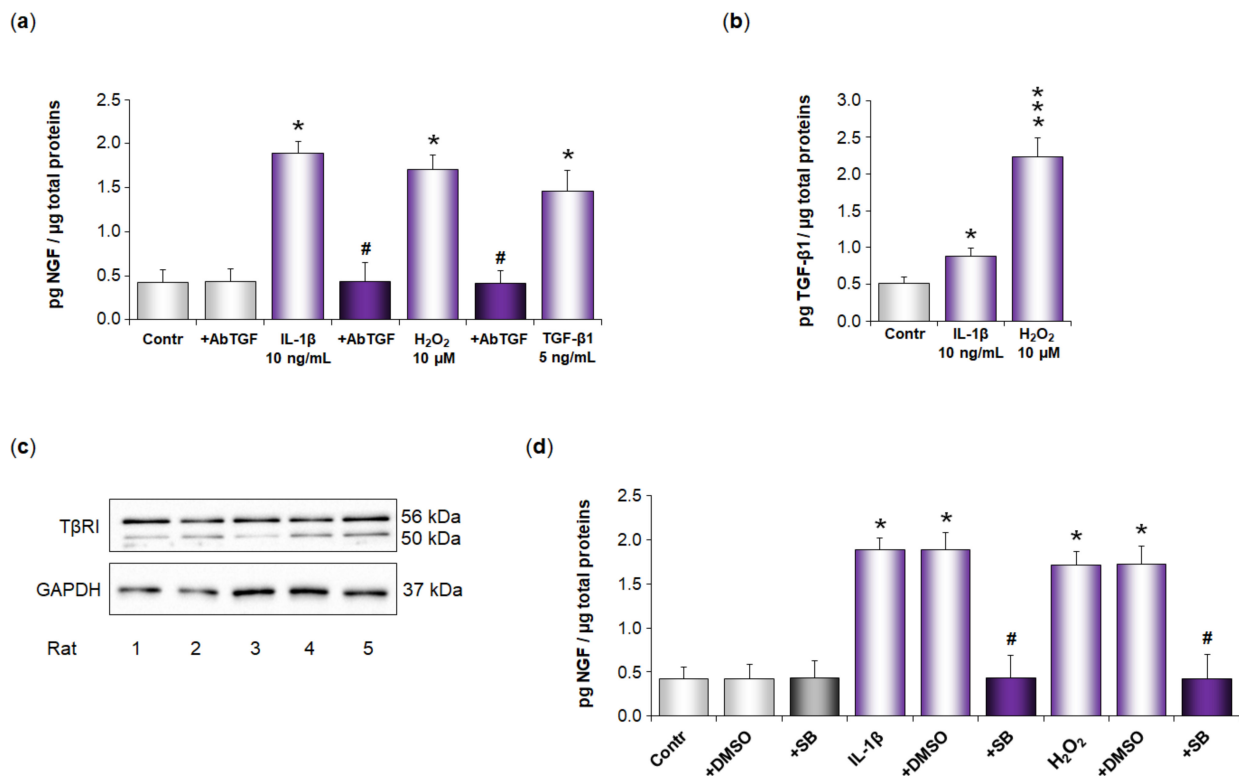 (a)
pg NGF / µg total proteins
2.5
2.0
1.5
1.0
0.5
0.0
* # * # *
Contr +AbTGF IL-1β +AbTGF H₂O₂ +AbTGF TGF-β1
10 ng/mL 10 µM 5 ng/mL
(b)
pg TGF-β1/ µg total proteins
3.0
2.5
2.0
1.5
1.0
0.5
0.0
* ***
Contr IL-1β H₂O₂
10 ng/mL 10 µM
(c)
TβRI 56 kDa
50 kDa
GAPDH 37 kDa
Rat 1 2 3 4 5
(d)
pg NGF / µg total proteins
2.5
2.0
1.5
1.0
0.5
0.0
* * # * * #
Contr +DMSO +SB IL-1β +DMSO +SB H₂O₂ +DMSO +SB